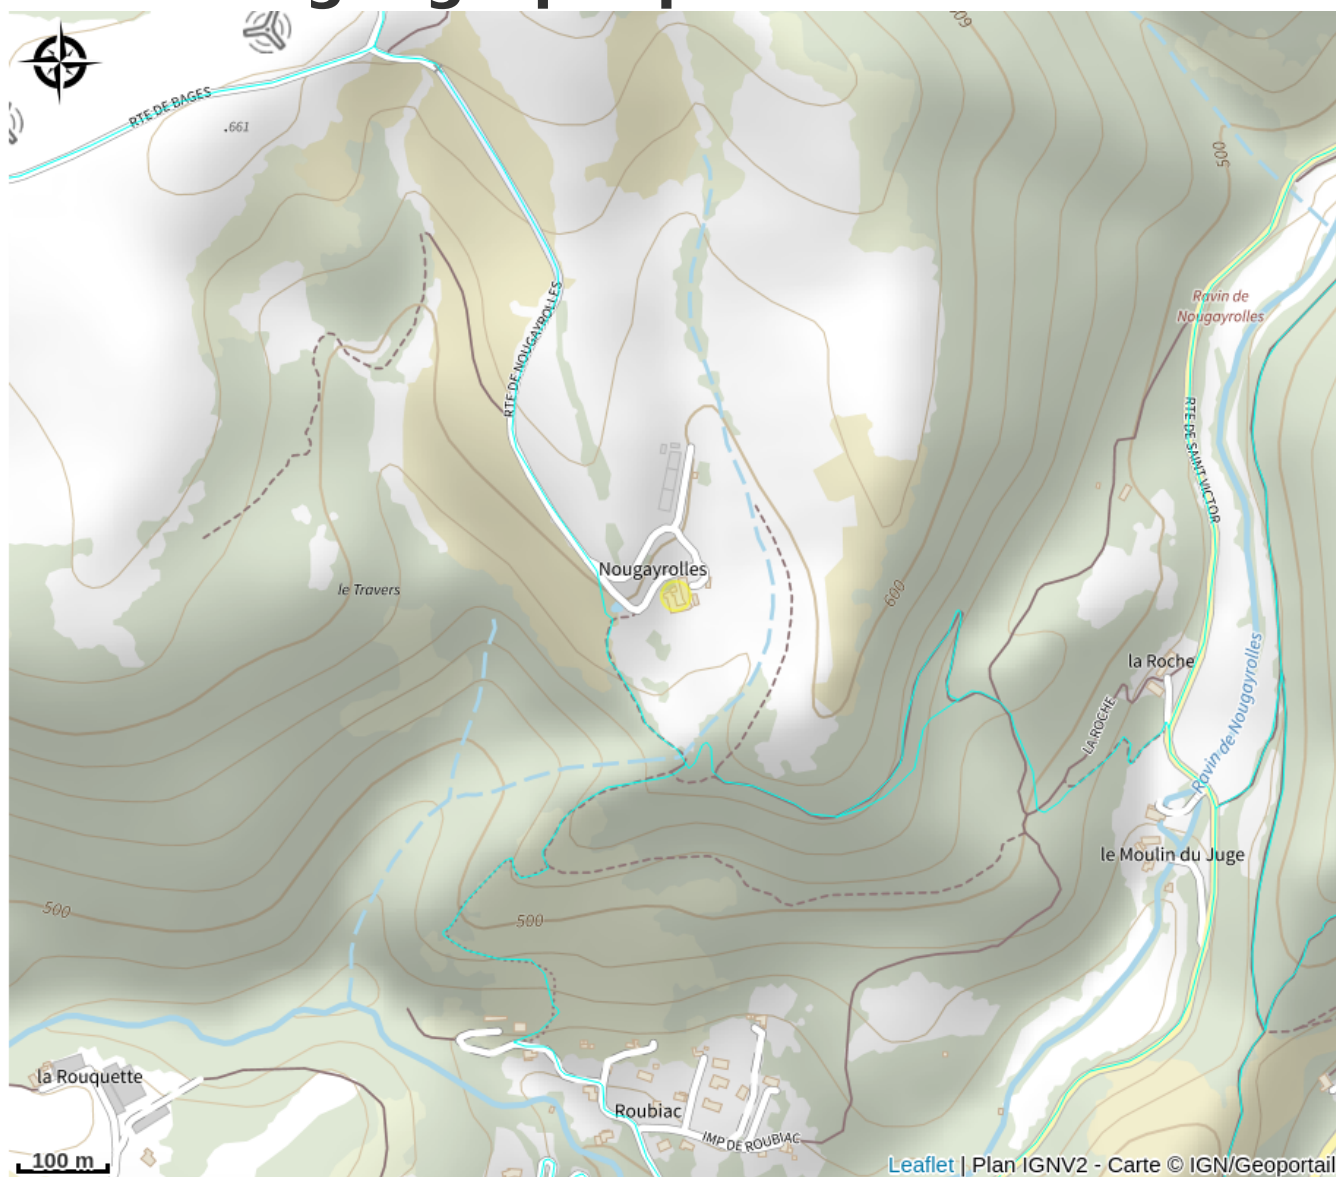 609
RTE DE BAGES
.661
500
Ravin de
Nougayrolles
RTE DE NOUGAYROLLES
RTE DE SAINT VICTOR
Nougayrolles
le Travers
600
la Roche
LA ROCHE
Ravin de Nougayrolles
le Moulin du Juge
500
500
la Rouquette
Roubiac
IMP DE ROUBIAC
100 m
Leaflet | Plan IGNV2 - Carte © IGN/Geoportail